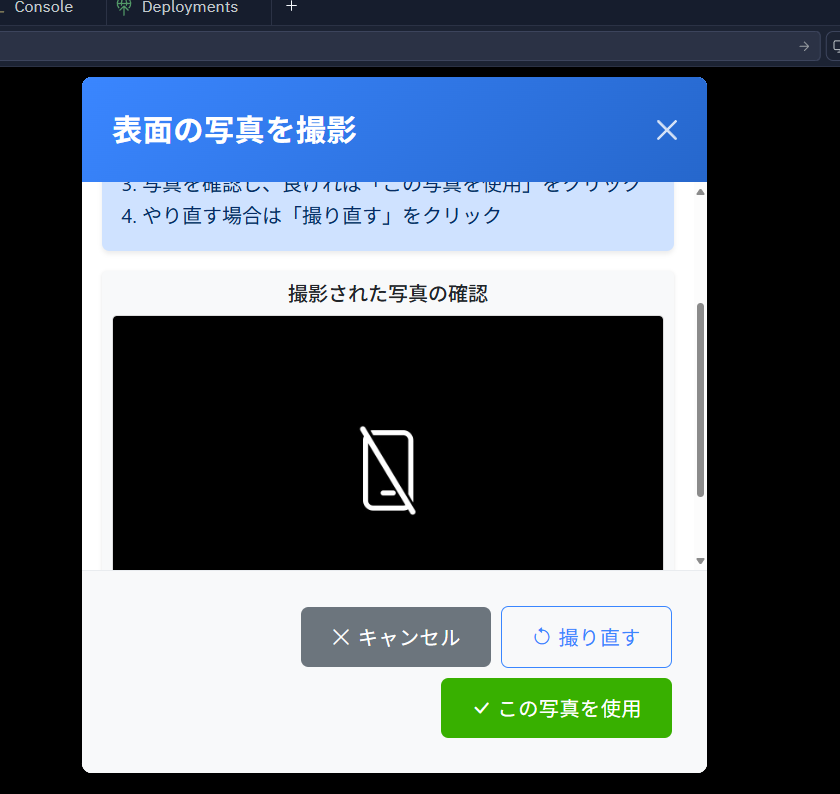 Console
Deployments
表面の写真を撮影
3. 写真を確認し、良ければ「この写真を使用」をクリック
4. やり直す場合は「撮り直す」をクリック
撮影された写真の確認
キャンセル
撮り直す
この写真を使用